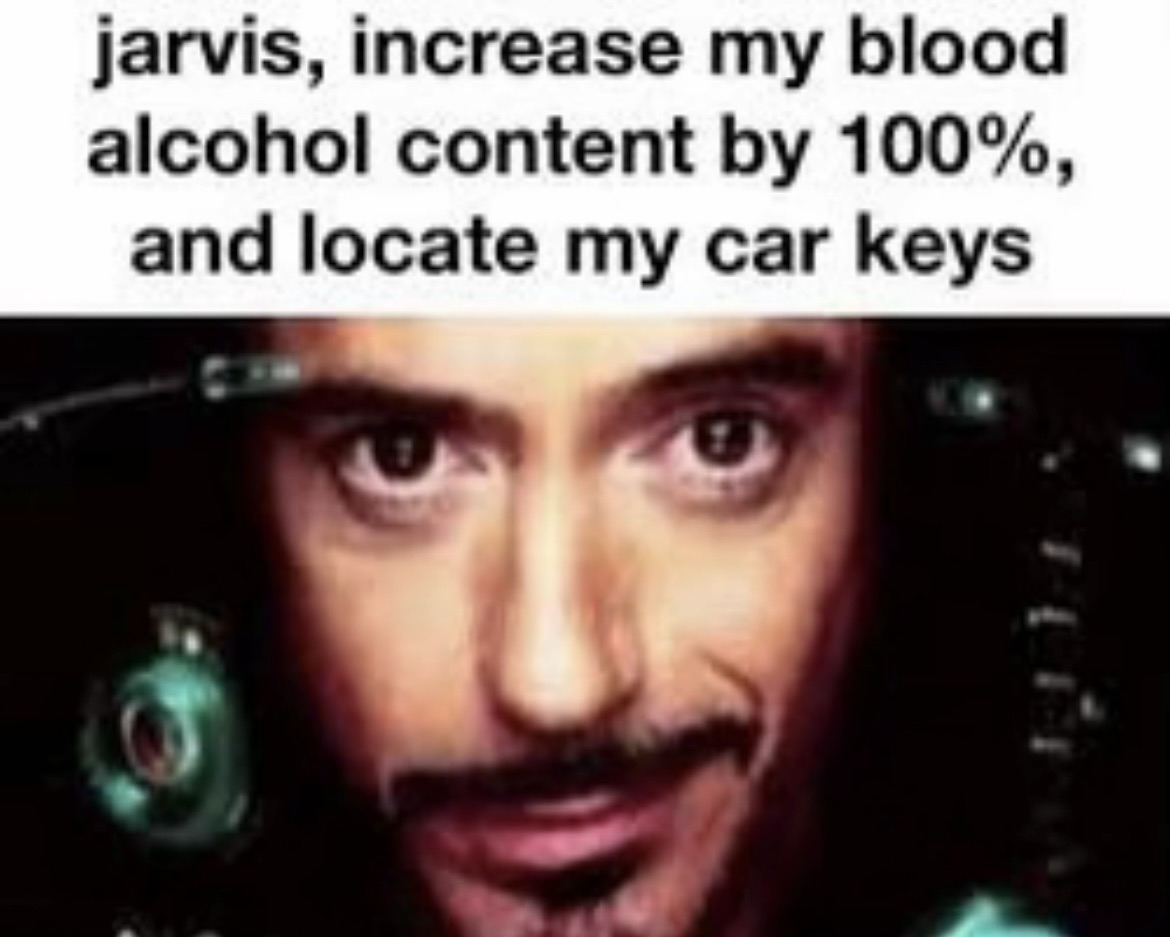 jarvis, increase my blood
alcohol content by 100%,
and locate my car keys